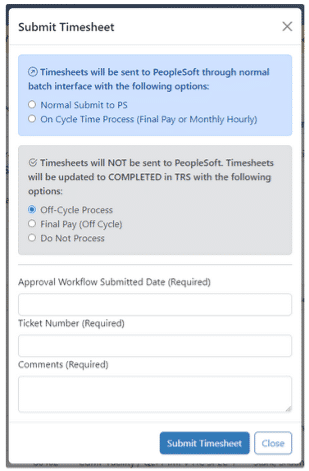 Submit Timesheet
Timesheets will be sent to PeopleSoft through normal
batch interface with the following options:
Normal Submit to PS
On Cycle Time Process (Final Pay or Monthly Hourly)
Timesheets will NOT be sent to PeopleSoft. Timesheets
will be updated to COMPLETED in TRS with the following
options:
Off-Cycle Process
Final Pay (Off Cycle)
Do Not Process
Approval Workflow Submitted Date (Required)
Ticket Number (Required)
Comments (Required)
Submit Timesheet Close